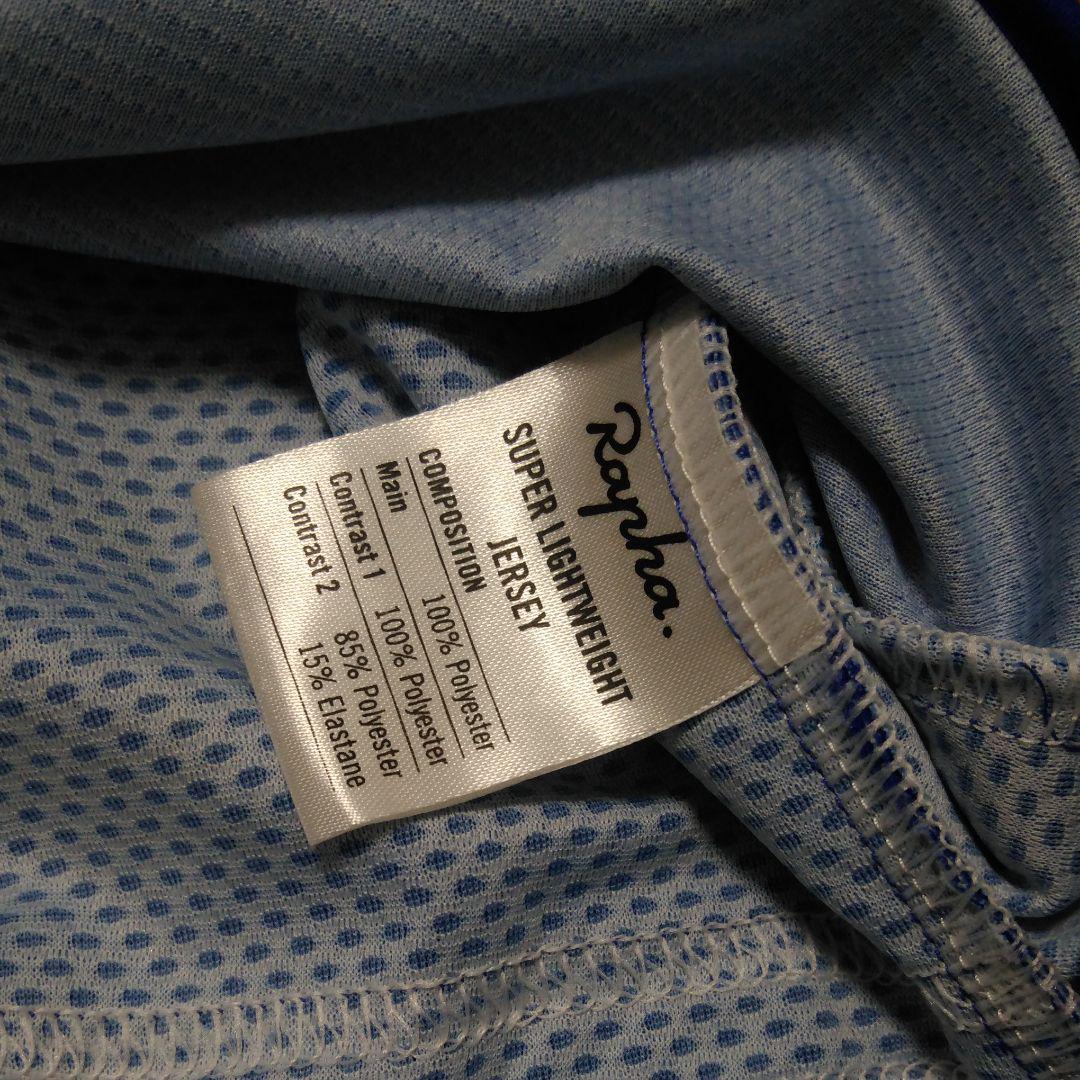 Rapha.
SUPER LIGHTWEIGHT
JERSEY
COMPOSITION
Main 100% Polyester
Contrast 1 100% Polyester
Contrast 2 85% Polyester
15% Elastane